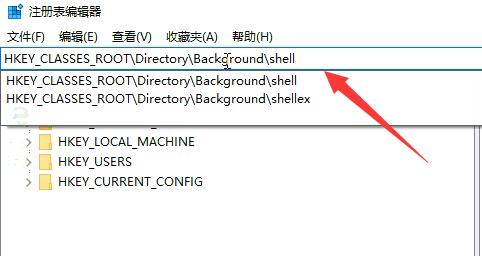 注册表编辑器
文件(F) 编辑(E) 查看(V) 收藏夹(A) 帮助(H)
HKEY_CLASSES_ROOT\Directory\Background\shell
HKEY_CLASSES_ROOT\Directory\Background\shell
HKEY_CLASSES_ROOT\Directory\Background\shellex
HKEY_LOCAL_MACHINE
HKEY_USERS
HKEY_CURRENT_CONFIG